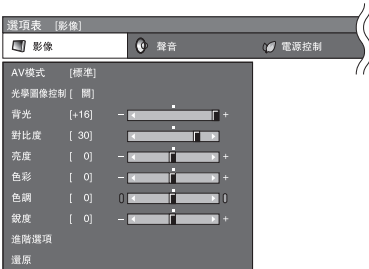 選項表 [影像]
影像 聲音 電源控制
AV模式 [標準]
光學圖像控制 [ 關]
背光 [+16] − +
對比度 [ 30]
亮度 [ 0] − +
色彩 [ 0] − +
色調 [ 0]
銳度 [ 0] − +
進階選項
還原